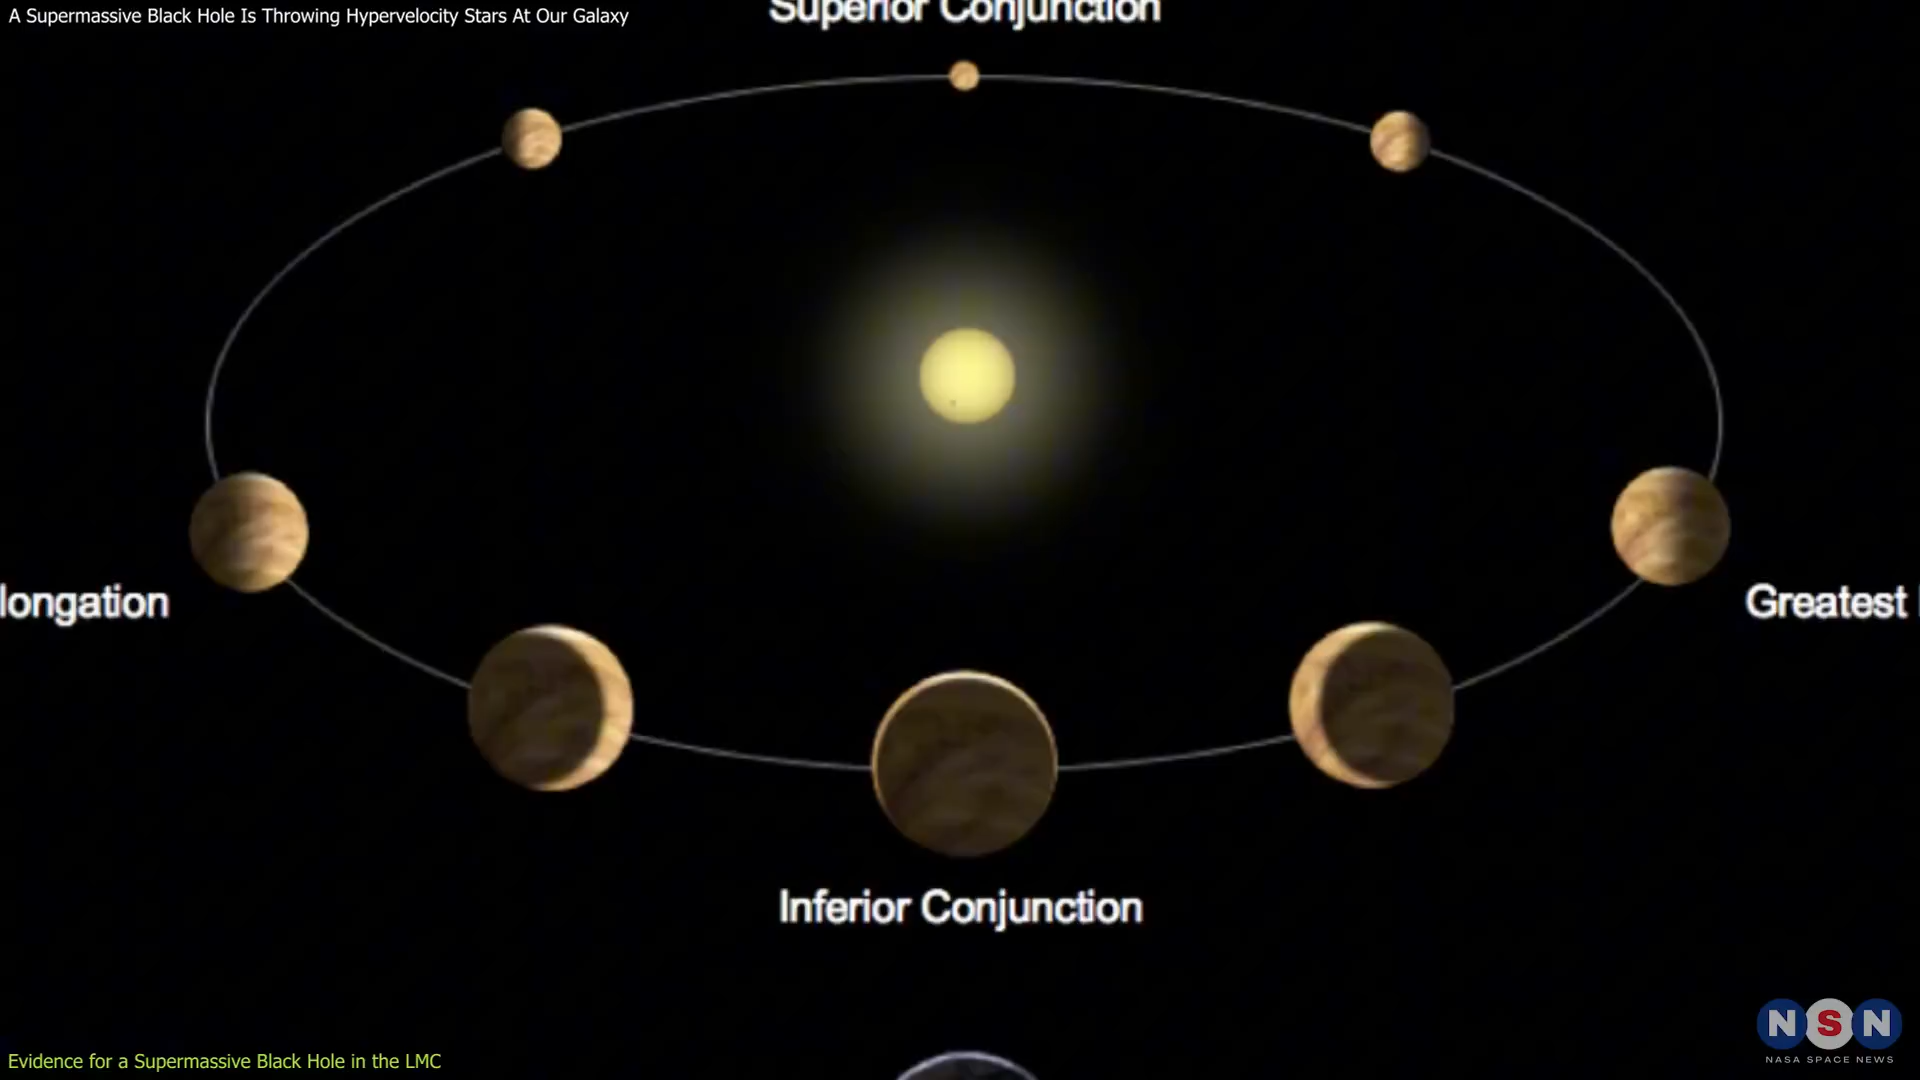 A Supermassive Black Hole Is Throwing Hypervelocity Stars At Our Galaxy
Superior Conjunction
longation
Greatest
Inferior Conjunction
NSN
NASA SPACE NEWS
Evidence for a Supermassive Black Hole in the LMC